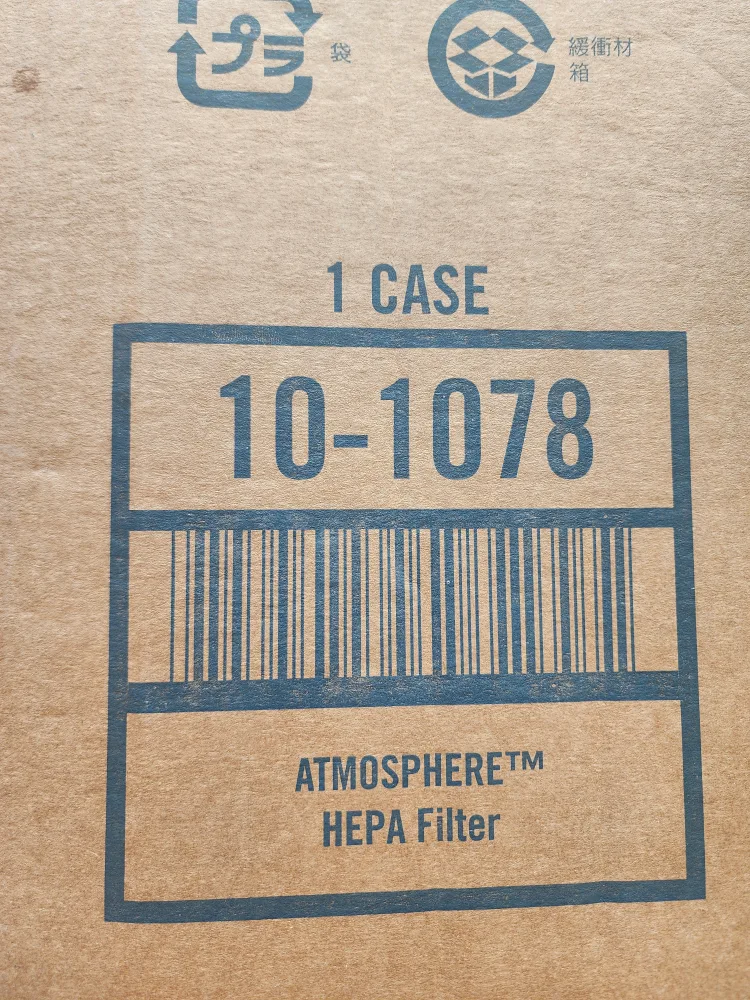 プラ 袋
緩衝材
箱
1 CASE
10-1078
ATMOSPHERE™
HEPA Filter